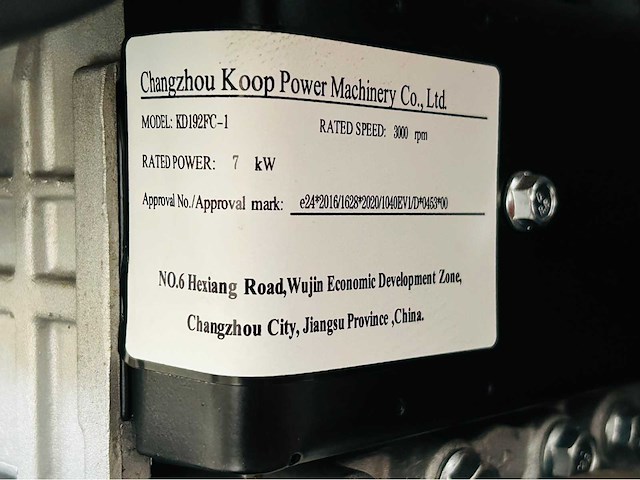 Changzhou Koop Power Machinery Co., Ltd.
MODEL: KD192FC-1 RATED SPEED: 3000 rpm
RATED POWER: 7 kW
Approval No./Approval mark: e24*2016/1628*2020/1040EV1/D*0453*00
NO.6 Hexiang Road,Wujin Economic Development Zone,
Changzhou City, Jiangsu Province ,China.